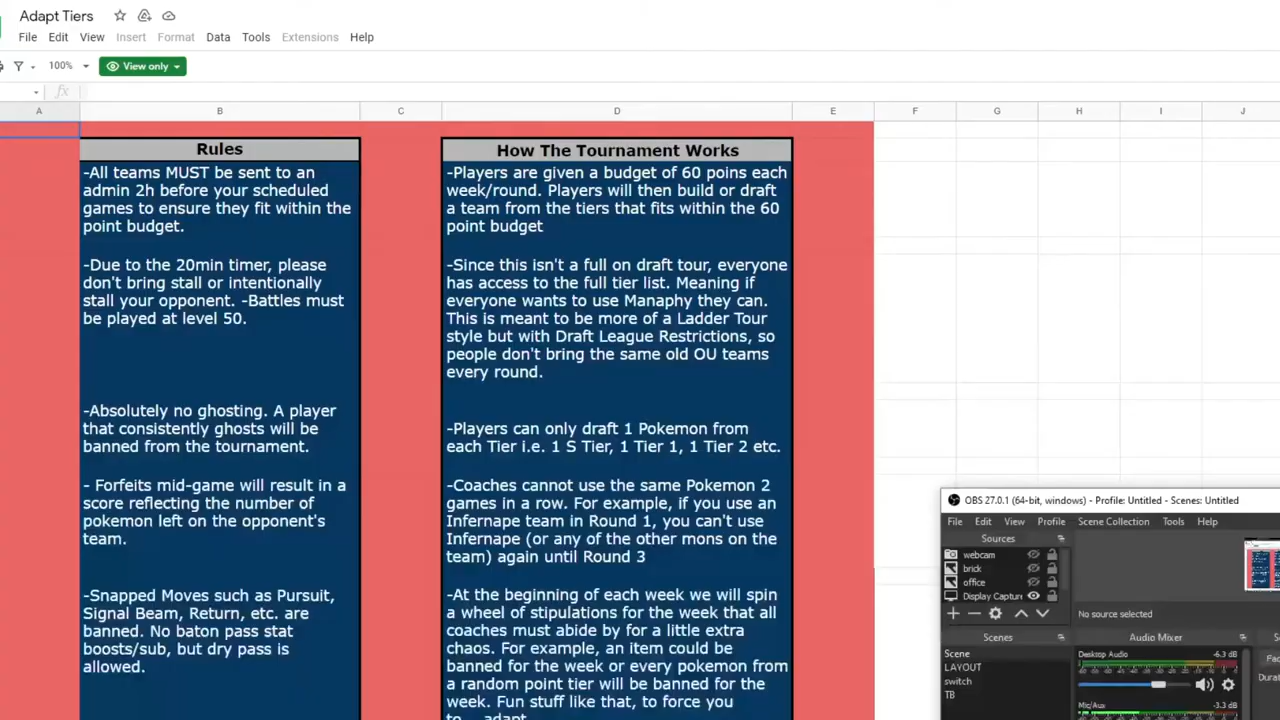 Adapt Tiers
File Edit View Insert Format Data Tools Extensions Help
100% View only
fx
A B C D E F G H I J
Rules
-All teams MUST be sent to an
admin 2h before your scheduled
games to ensure they fit within the
point budget.
-Due to the 20min timer, please
don't bring stall or intentionally
stall your opponent. -Battles must
be played at level 50.
-Absolutely no ghosting. A player
that consistently ghosts will be
banned from the tournament.
- Forfeits mid-game will result in a
score reflecting the number of
pokemon left on the opponent's
team.
-Snapped Moves such as Pursuit,
Signal Beam, Return, etc. are
banned. No baton pass stat
boosts/sub, but dry pass is
allowed.
How The Tournament Works
-Players are given a budget of 60 poins each
week/round. Players will then build or draft
a team from the tiers that fits within the 60
point budget
-Since this isn't a full on draft tour, everyone
has access to the full tier list. Meaning if
everyone wants to use Manaphy they can.
This is meant to be more of a Ladder Tour
style but with Draft League Restrictions, so
people don't bring the same old OU teams
every round.
-Players can only draft 1 Pokemon from
each Tier i.e. 1 S Tier, 1 Tier 1, 1 Tier 2 etc.
-Coaches cannot use the same Pokemon 2
games in a row. For example, if you use an
Infernape team in Round 1, you can't use
Infernape (or any of the other mons on the
team) again until Round 3
-At the beginning of each week we will spin
a wheel of stipulations for the week that all
coaches must abide by for a little extra
chaos. For example, an item could be
banned for the week or every pokemon from
a random point tier will be banned for the
week. Fun stuff like that, to force you
to... adapt
OBS 27.0.1 (64-bit, windows) - Profile: Untitled - Scenes: Untitled
File Edit View Profile Scene Collection Tools Help
Sources
webcam
brick
office
Display Capture
No source selected
Scenes
Scene
LAYOUT
switch
TB
Audio Mixer
Desktop Audio -6.3 dB
Mic/Aux -3.3 dB
Fa
Dura